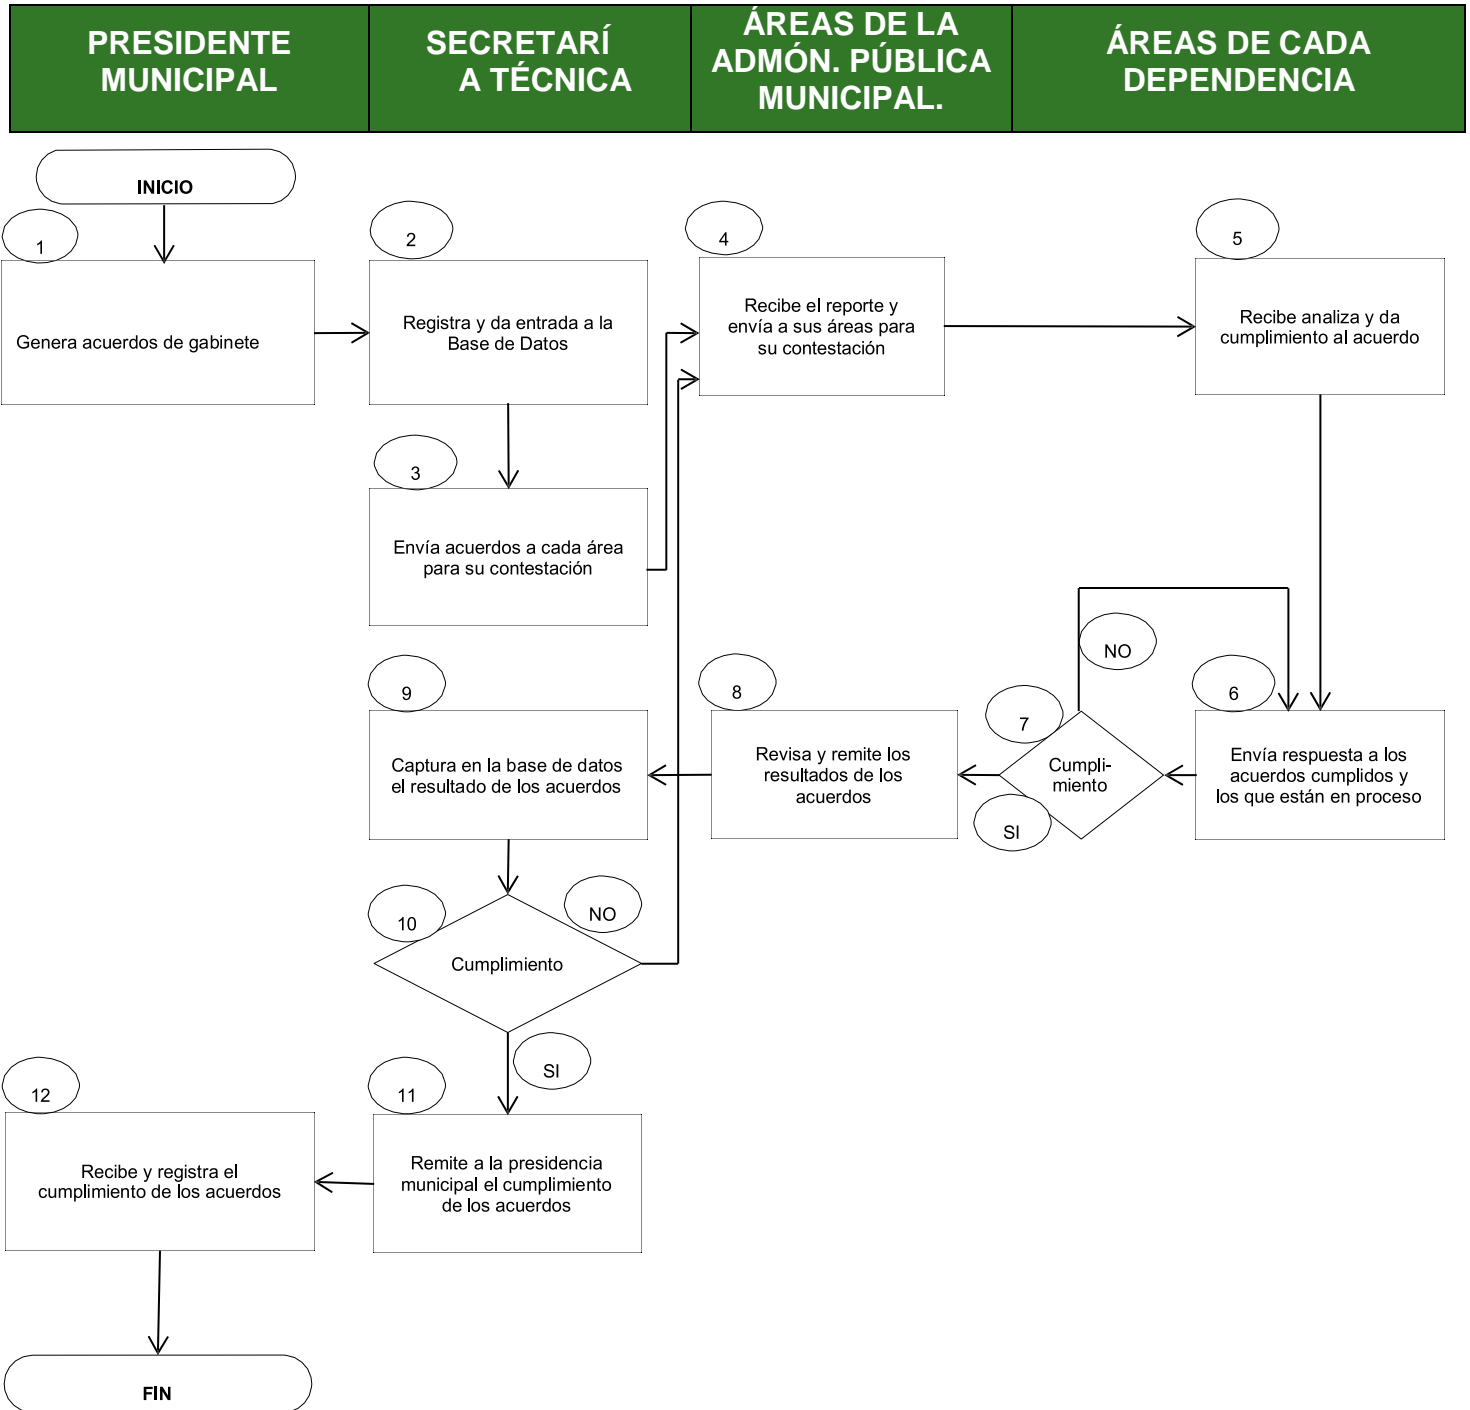 PRESIDENTE
MUNICIPAL
SECRETARÍ
A TÉCNICA
ÁREAS DE LA
ADMÓN. PÚBLICA
MUNICIPAL.
ÁREAS DE CADA
DEPENDENCIA
INICIO
1
Genera acuerdos de gabinete
2
Registra y da entrada a la
Base de Datos
3
Envía acuerdos a cada área
para su contestación
4
Recibe el reporte y
envía a sus áreas para
su contestación
5
Recibe analiza y da
cumplimiento al acuerdo
6
Envía respuesta a los
acuerdos cumplidos y
los que están en proceso
7
Cumpli-
miento
NO
SI
8
Revisa y remite los
resultados de los
acuerdos
9
Captura en la base de datos
el resultado de los acuerdos
10
Cumplimiento
NO
SI
11
Remite a la presidencia
municipal el cumplimiento
de los acuerdos
12
Recibe y registra el
cumplimiento de los acuerdos
FIN